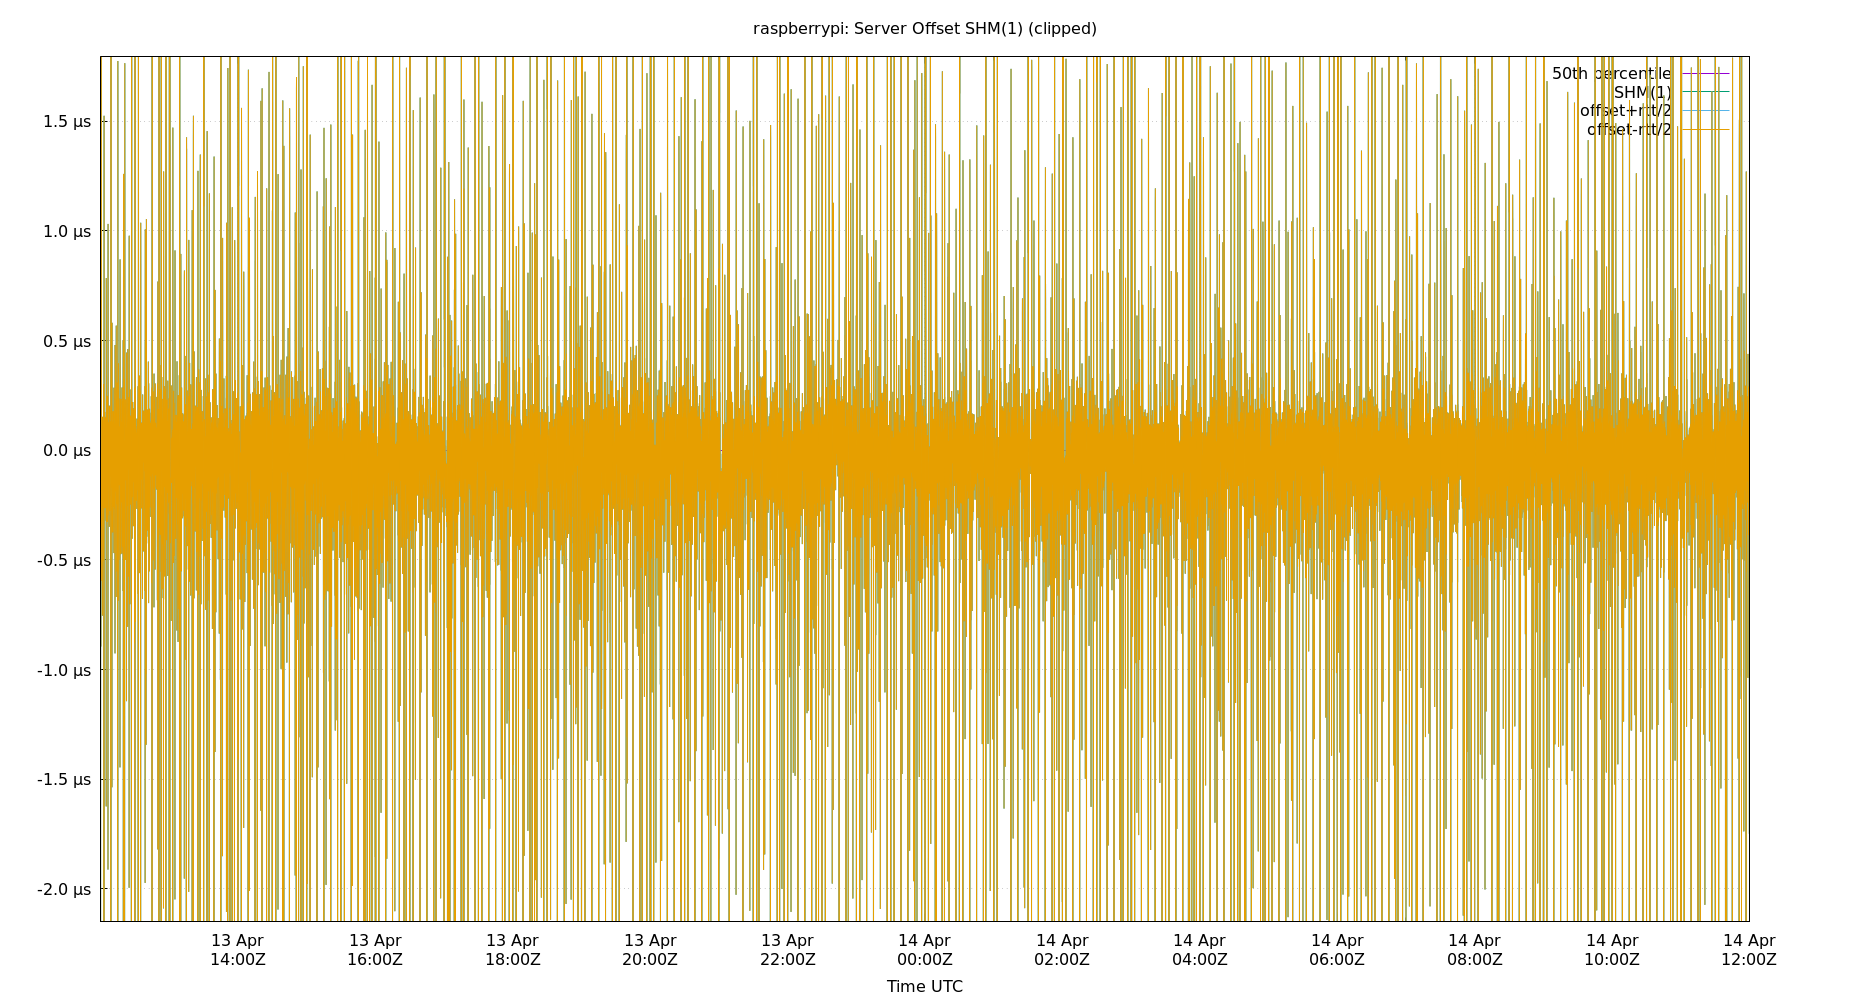 raspberrypi: Server Offset SHM(1) (clipped)
50th percentile
SHM(1)
offset+rtt/2
offset-rtt/2
1.5 µs
1.0 µs
0.5 µs
0.0 µs
-0.5 µs
-1.0 µs
-1.5 µs
-2.0 µs
13 Apr 13 Apr 13 Apr 13 Apr 13 Apr 14 Apr 14 Apr 14 Apr 14 Apr 14 Apr 14 Apr 14 Apr
14:00Z 16:00Z 18:00Z 20:00Z 22:00Z 00:00Z 02:00Z 04:00Z 06:00Z 08:00Z 10:00Z 12:00Z
Time UTC